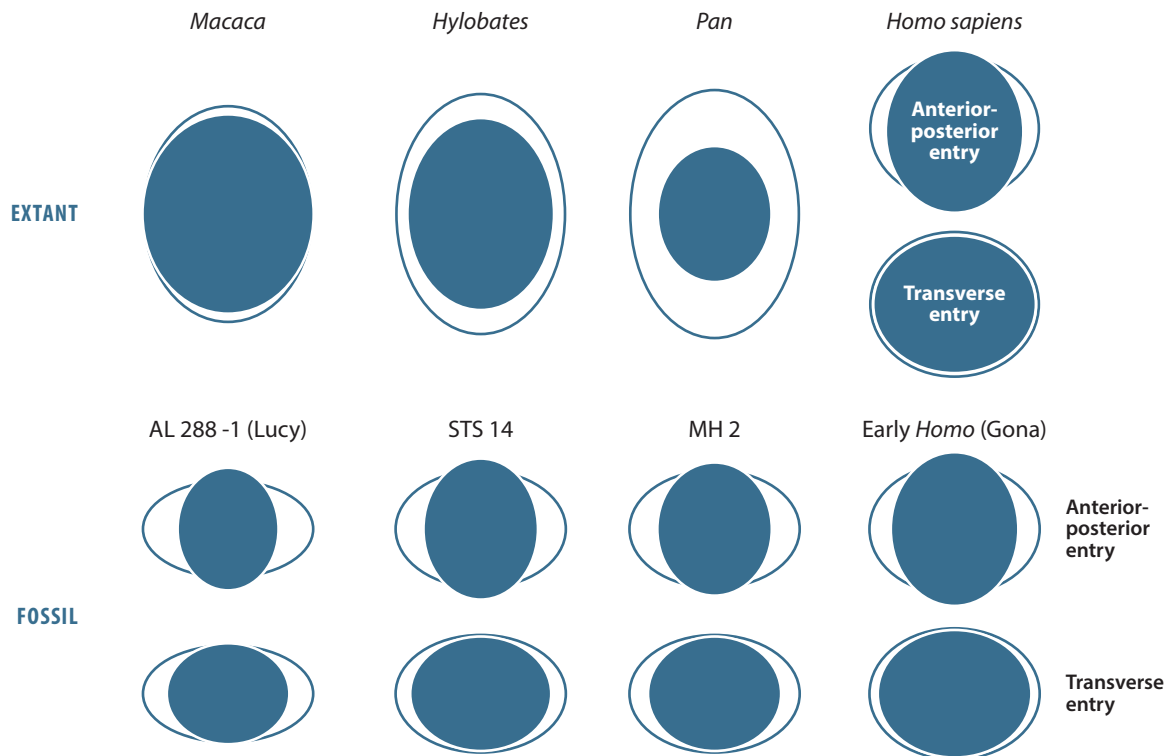 Macaca
Hylobates
Pan
Homo sapiens
EXTANT
Anterior-
posterior
entry
Transverse
entry
AL 288 -1 (Lucy)
STS 14
MH 2
Early Homo (Gona)
Anterior-
posterior
entry
FOSSIL
Transverse
entry